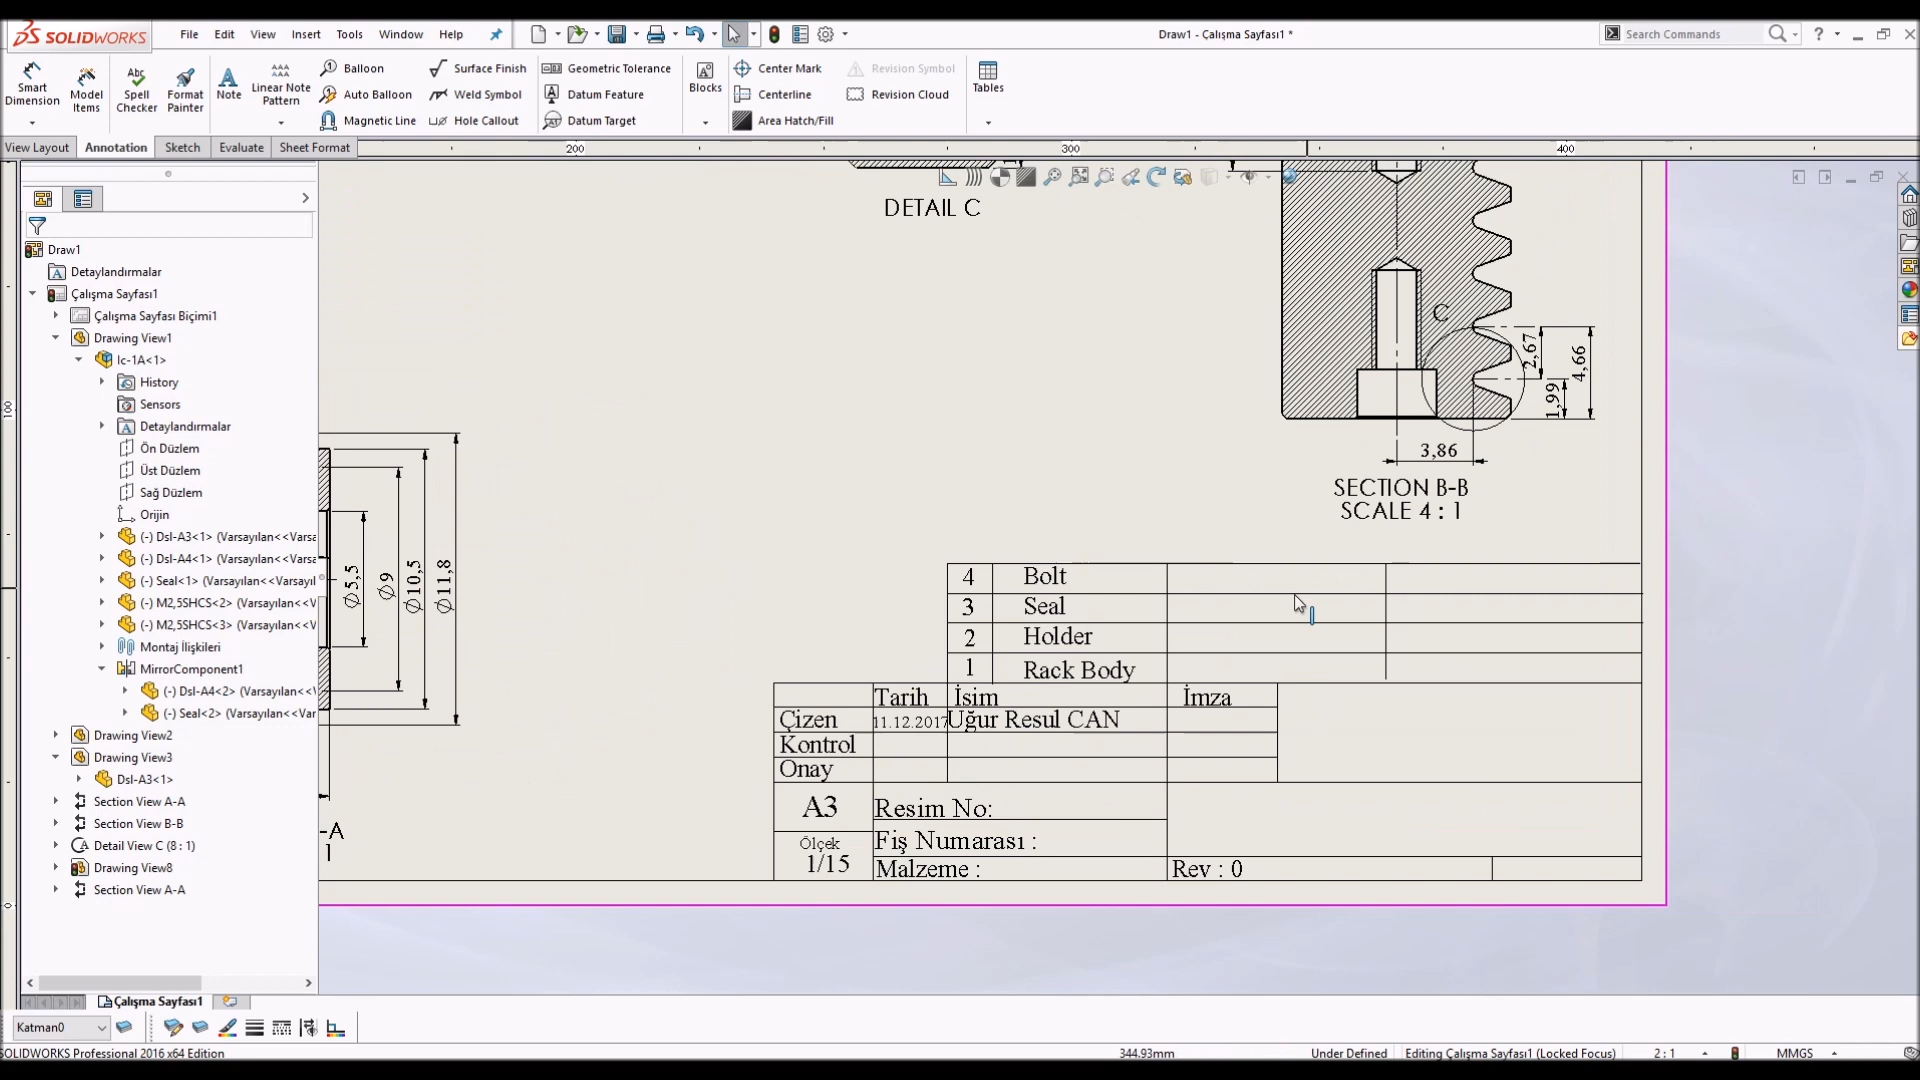 SOLIDWORKS
File Edit View Insert Tools Window Help
Draw1 - Çalışma Sayfası1 *
Search Commands
Smart Dimension
Model Items
Spell Checker
Format Painter
Note
Linear Note Pattern
Balloon
Auto Balloon
Magnetic Line
Surface Finish
Weld Symbol
Hole Callout
Geometric Tolerance
Datum Feature
Datum Target
Blocks
Center Mark
Centerline
Area Hatch/Fill
Revision Symbol
Revision Cloud
Tables
View Layout Annotation Sketch Evaluate Sheet Format
200 300 400
100
0
Draw1
Detaylandırmalar
Çalışma Sayfası1
Çalışma Sayfası Biçimi1
Drawing View1
lc-1A<1>
History
Sensors
Detaylandırmalar
Ön Düzlem
Üst Düzlem
Sağ Düzlem
Orijin
(-) Dsl-A3<1> (Varsayılan<<Varsa
(-) Dsl-A4<1> (Varsayılan<<Varsa
(-) Seal<1> (Varsayılan<<Varsayıl
(-) M2,5SHCS<2> (Varsayılan<<V
(-) M2,5SHCS<3> (Varsayılan<<V
Montaj İlişkileri
MirrorComponent1
(-) Dsl-A4<2> (Varsayılan<<V
(-) Seal<2> (Varsayılan<<Var
Drawing View2
Drawing View3
Dsl-A3<1>
Section View A-A
Section View B-B
Detail View C (8 : 1)
Drawing View8
Section View A-A
DETAIL C
C
2,67
4,66
1,99
3,86
SECTION B-B
SCALE 4 : 1
∅5,5
∅9
∅10,5
∅11,8
-A
1
4 Bolt
3 Seal
2 Holder
1 Rack Body
Tarih İsim İmza
Çizen 11.12.2017 Uğur Resul CAN
Kontrol
Onay
A3 Resim No:
Ölçek Fiş Numarası :
1/15 Malzeme : Rev : 0
Çalışma Sayfası1
Katman0
SOLIDWORKS Professional 2016 x64 Edition
344.93mm
Under Defined
Editing Çalışma Sayfası1 (Locked Focus)
2 : 1
MMGS